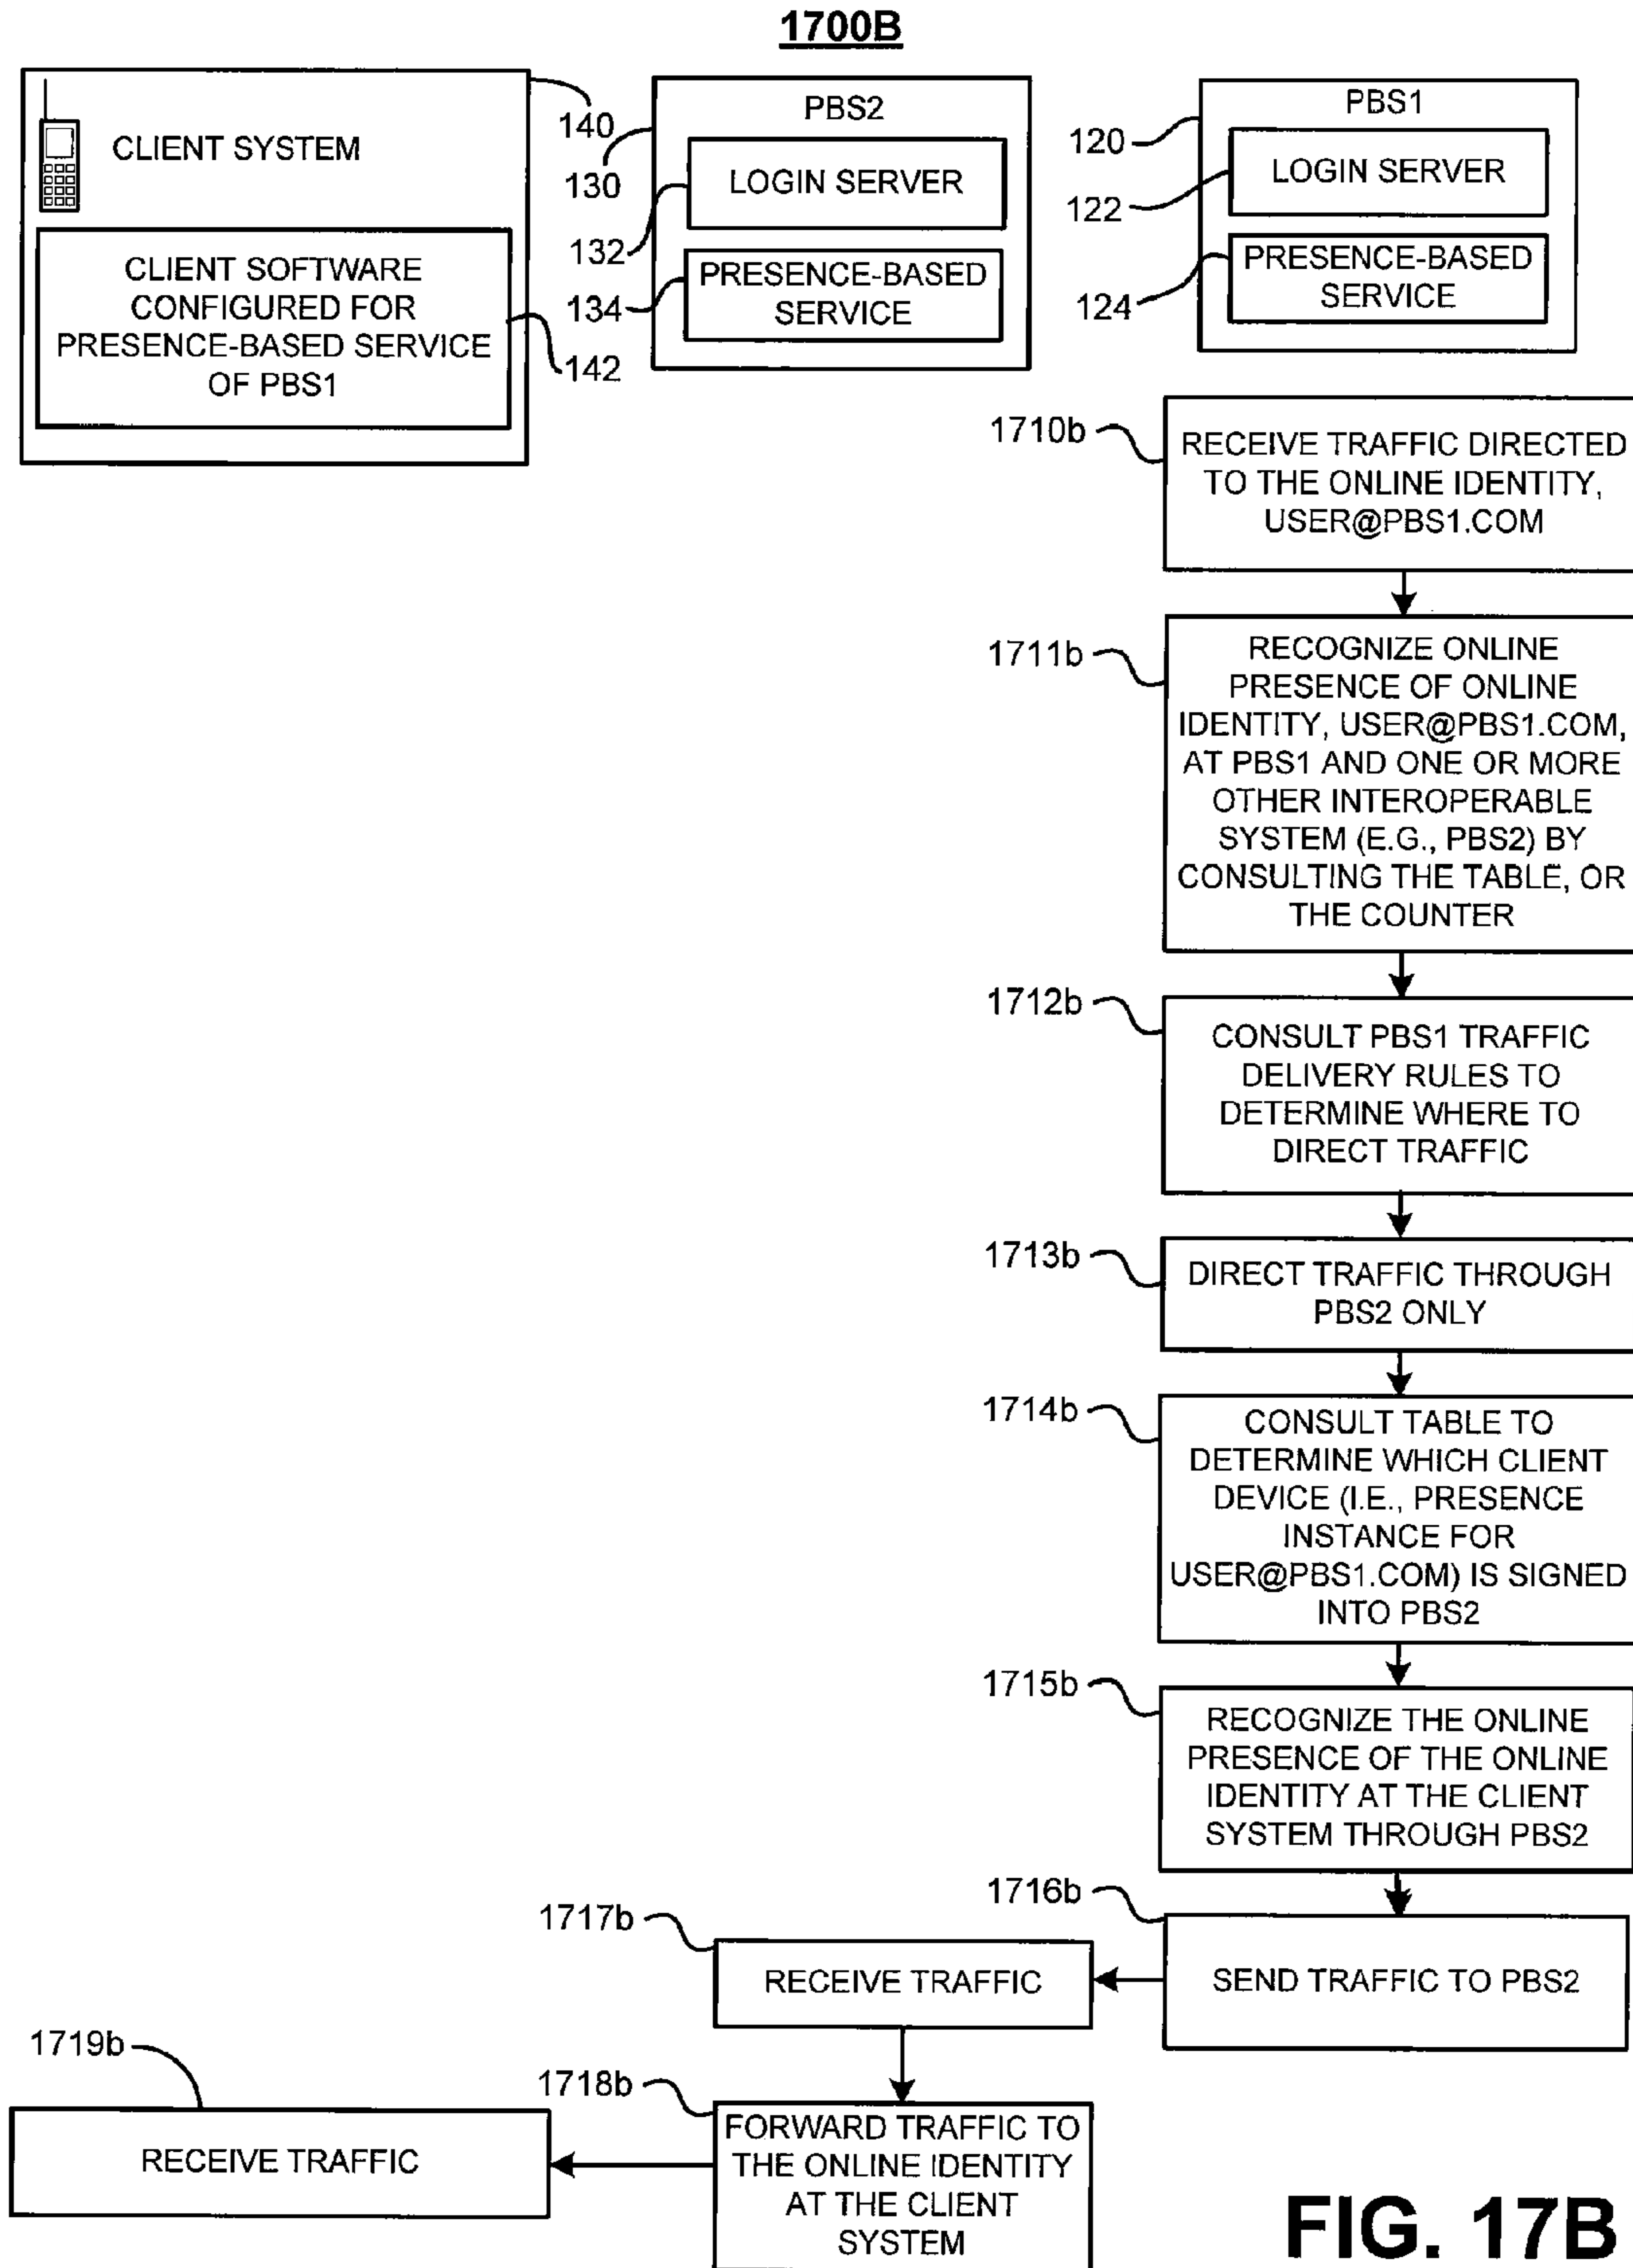 1700B
CLIENT SYSTEM
CLIENT SOFTWARE
CONFIGURED FOR
PRESENCE-BASED SERVICE
OF PBS1
140
142
PBS2
130
LOGIN SERVER
132
PRESENCE-BASED
SERVICE
134
PBS1
120
LOGIN SERVER
122
PRESENCE-BASED
SERVICE
124
1710b
RECEIVE TRAFFIC DIRECTED
TO THE ONLINE IDENTITY,
USER@PBS1.COM
1711b
RECOGNIZE ONLINE
PRESENCE OF ONLINE
IDENTITY, USER@PBS1.COM,
AT PBS1 AND ONE OR MORE
OTHER INTEROPERABLE
SYSTEM (E.G., PBS2) BY
CONSULTING THE TABLE, OR
THE COUNTER
1712b
CONSULT PBS1 TRAFFIC
DELIVERY RULES TO
DETERMINE WHERE TO
DIRECT TRAFFIC
1713b
DIRECT TRAFFIC THROUGH
PBS2 ONLY
1714b
CONSULT TABLE TO
DETERMINE WHICH CLIENT
DEVICE (I.E., PRESENCE
INSTANCE FOR
USER@PBS1.COM) IS SIGNED
INTO PBS2
1715b
RECOGNIZE THE ONLINE
PRESENCE OF THE ONLINE
IDENTITY AT THE CLIENT
SYSTEM THROUGH PBS2
1716b
SEND TRAFFIC TO PBS2
1717b
RECEIVE TRAFFIC
1718b
FORWARD TRAFFIC TO
THE ONLINE IDENTITY
AT THE CLIENT
SYSTEM
1719b
RECEIVE TRAFFIC
FIG. 17B